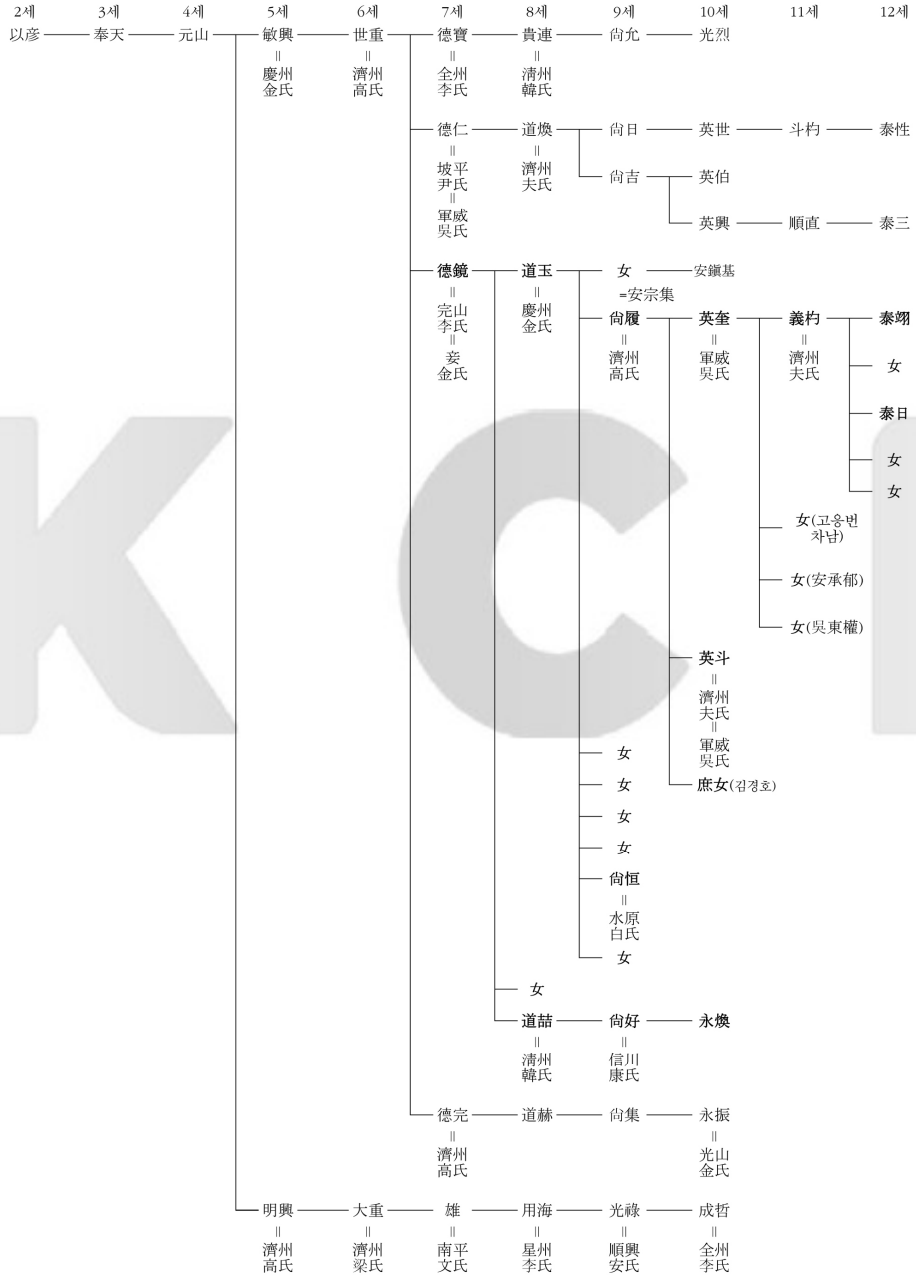 2세 3세 4세 5세 6세 7세 8세 9세 10세 11세 12세
以彦 奉天 元山 敏興 世重 德寶 貴連 尙允 光烈
∥ ∥ ∥ ∥
慶州 濟州 全州 淸州
金氏 高氏 李氏 韓氏
德仁 道煥 尙日 英世 斗杓 泰性
∥ ∥
坡平 濟州
尹氏 夫氏
尙吉 英伯
∥
軍威
吳氏
英興 順直 泰三
德鏡 道玉 女 安鎭基
∥ ∥
=安宗集
完山 慶州
李氏 金氏
尙履 英奎 義杓 泰翊
∥ ∥ ∥ ∥
妾 濟州 軍威 濟州
金氏 高氏 吳氏 夫氏
女
泰日
女
女
女(고응번
차남)
女(安承郁)
女(吳東權)
英斗
∥
濟州
夫氏
∥
軍威
吳氏
女
女
庶女(김경호)
女
女
尙恒
∥
水原
白氏
女
女
道喆 尙好 永煥
∥ ∥
淸州 信川
韓氏 康氏
德完 道赫 尙集 永振
∥ ∥
濟州 光山
高氏 金氏
明興 大重 雄 用海 光祿 成哲
∥ ∥ ∥ ∥ ∥ ∥
濟州 濟州 南平 星州 順興 全州
高氏 梁氏 文氏 李氏 安氏 李氏
K C I